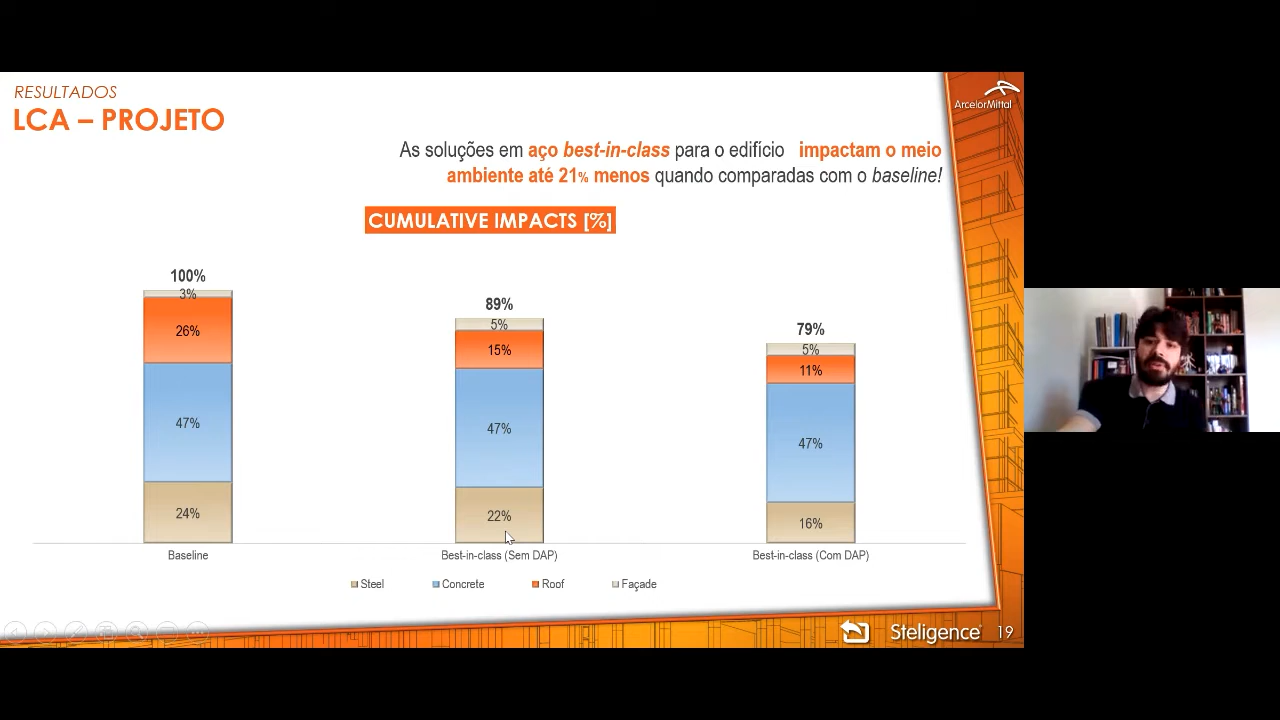 RESULTADOS
LCA – PROJETO
ArcelorMittal
As soluções em aço best-in-class para o edifício impactam o meio
ambiente até 21% menos quando comparadas com o baseline!
CUMULATIVE IMPACTS [%]
100%
3%
26%
47%
24%
Baseline
89%
5%
15%
47%
22%
Best-in-class (Sem DAP)
79%
5%
11%
47%
16%
Best-in-class (Com DAP)
Steel Concrete Roof Façade
Steligence® 19